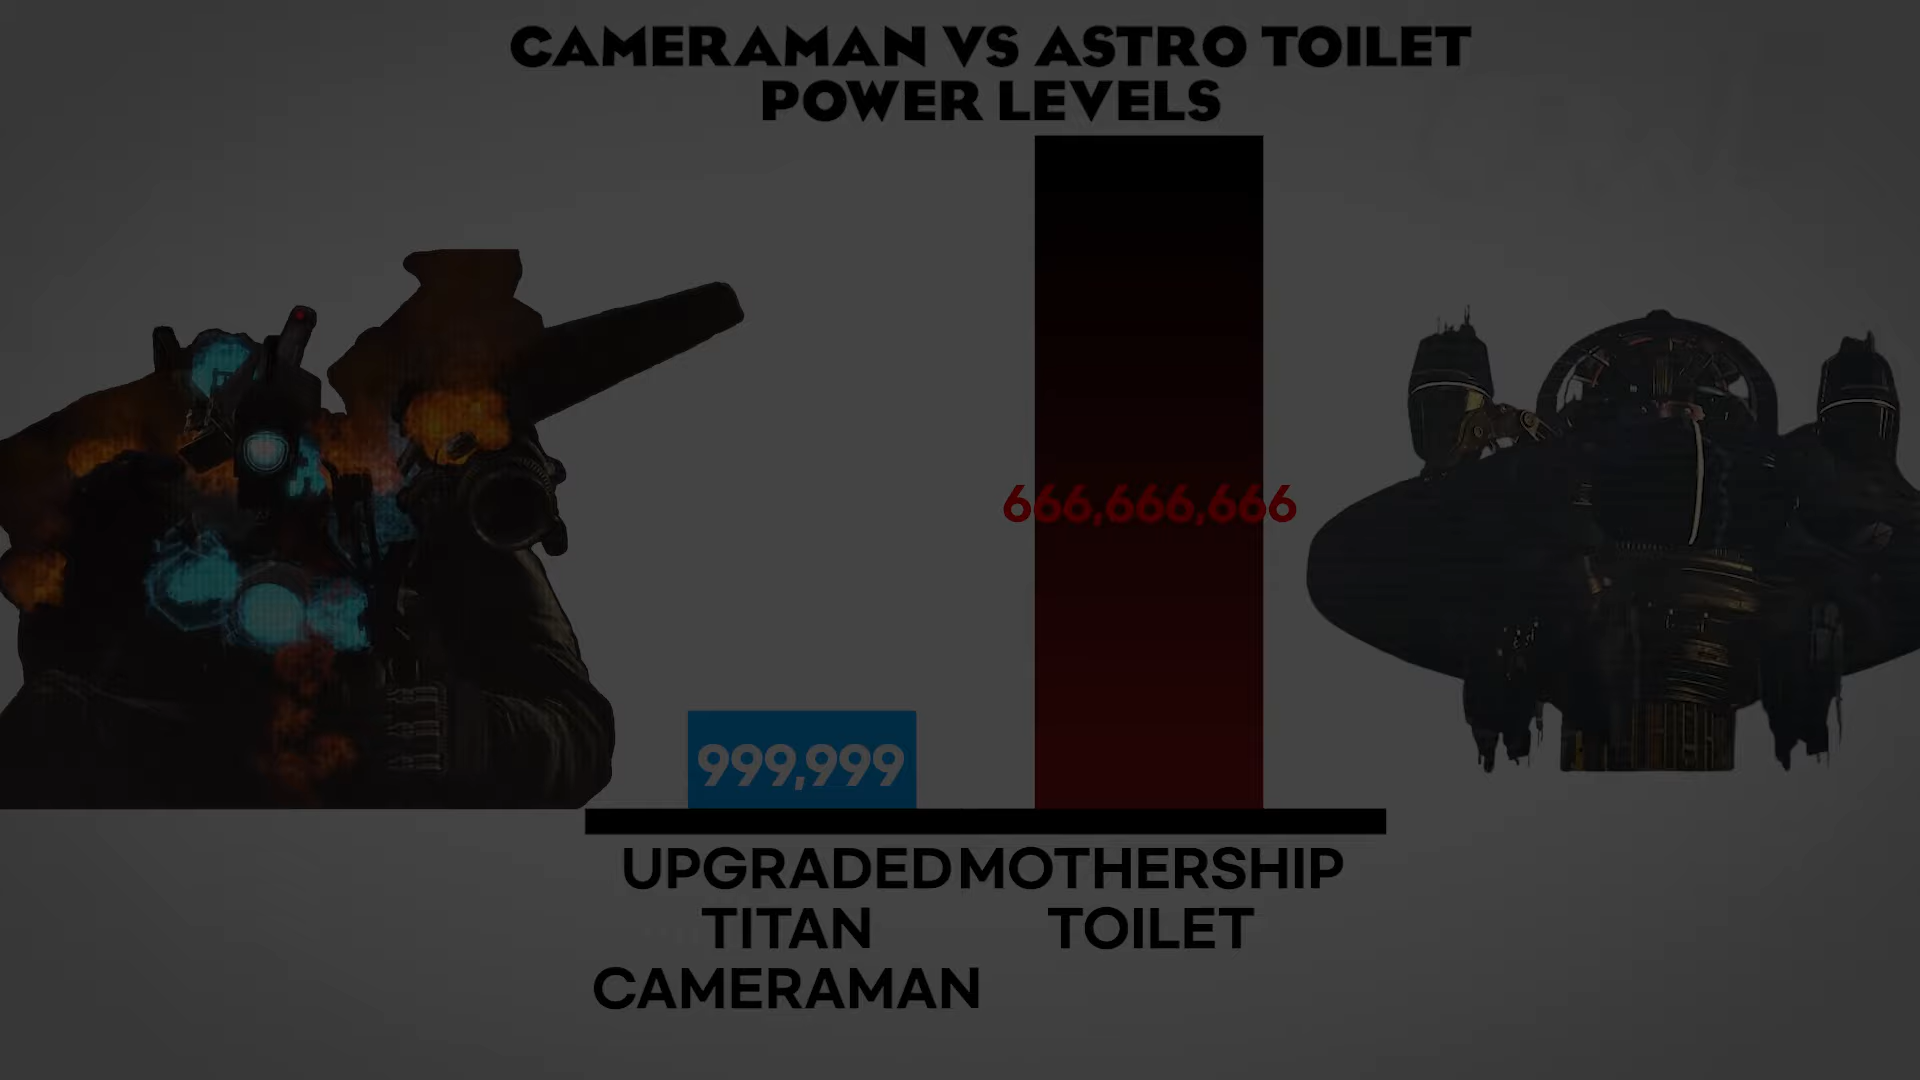 CAMERAMAN VS ASTRO TOILET
POWER LEVELS
666,666,666
999,999
UPGRADED
TITAN
CAMERAMAN
MOTHERSHIP
TOILET